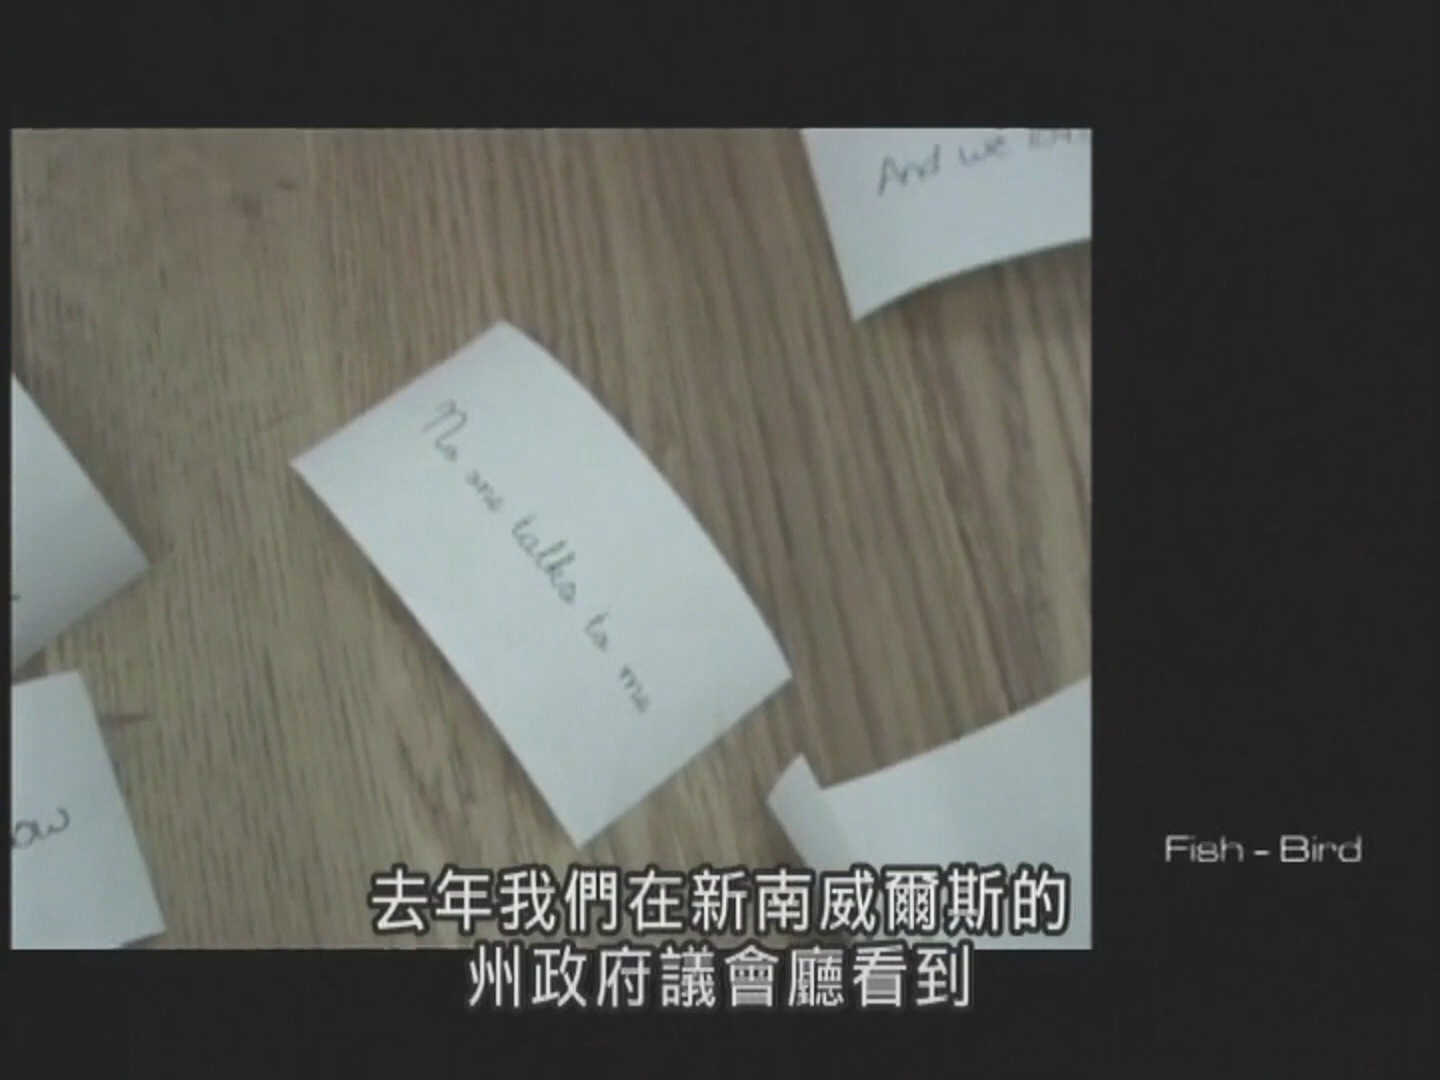 And we
No one talks to me
ow
Fish - Bird
去年我們在新南威爾斯的
州政府議會廳看到